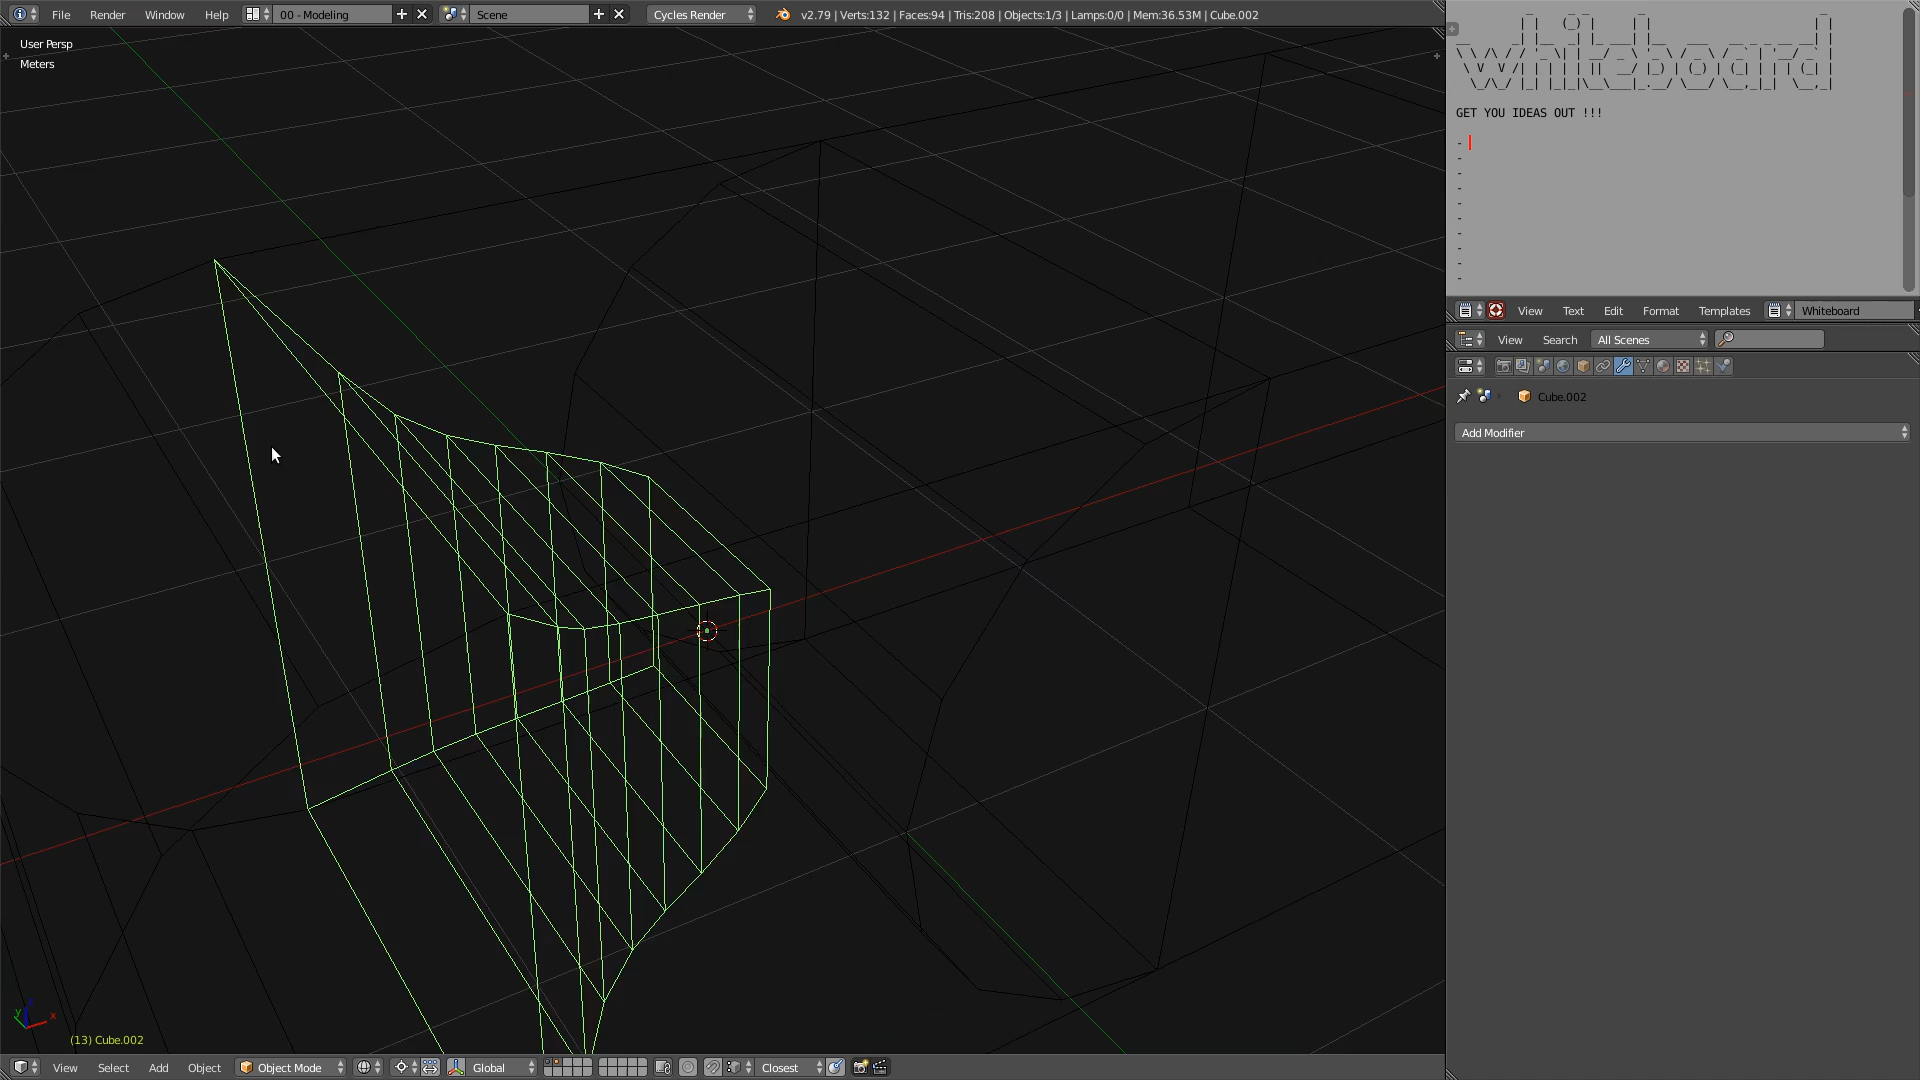 File Render Window Help 00 - Modeling Scene Cycles Render v2.79 | Verts:132 | Faces:94 | Tris:208 | Objects:1/3 | Lamps:0/0 | Mem:36.53M | Cube.002
User Persp
Meters
whiteboard
GET YOU IDEAS OUT !!!
-
-
-
-
-
-
-
-
-
-
View Text Edit Format Templates Whiteboard
View Search All Scenes
Cube.002
Add Modifier
z
y
x
(13) Cube.002
View Select Add Object Object Mode Global Closest